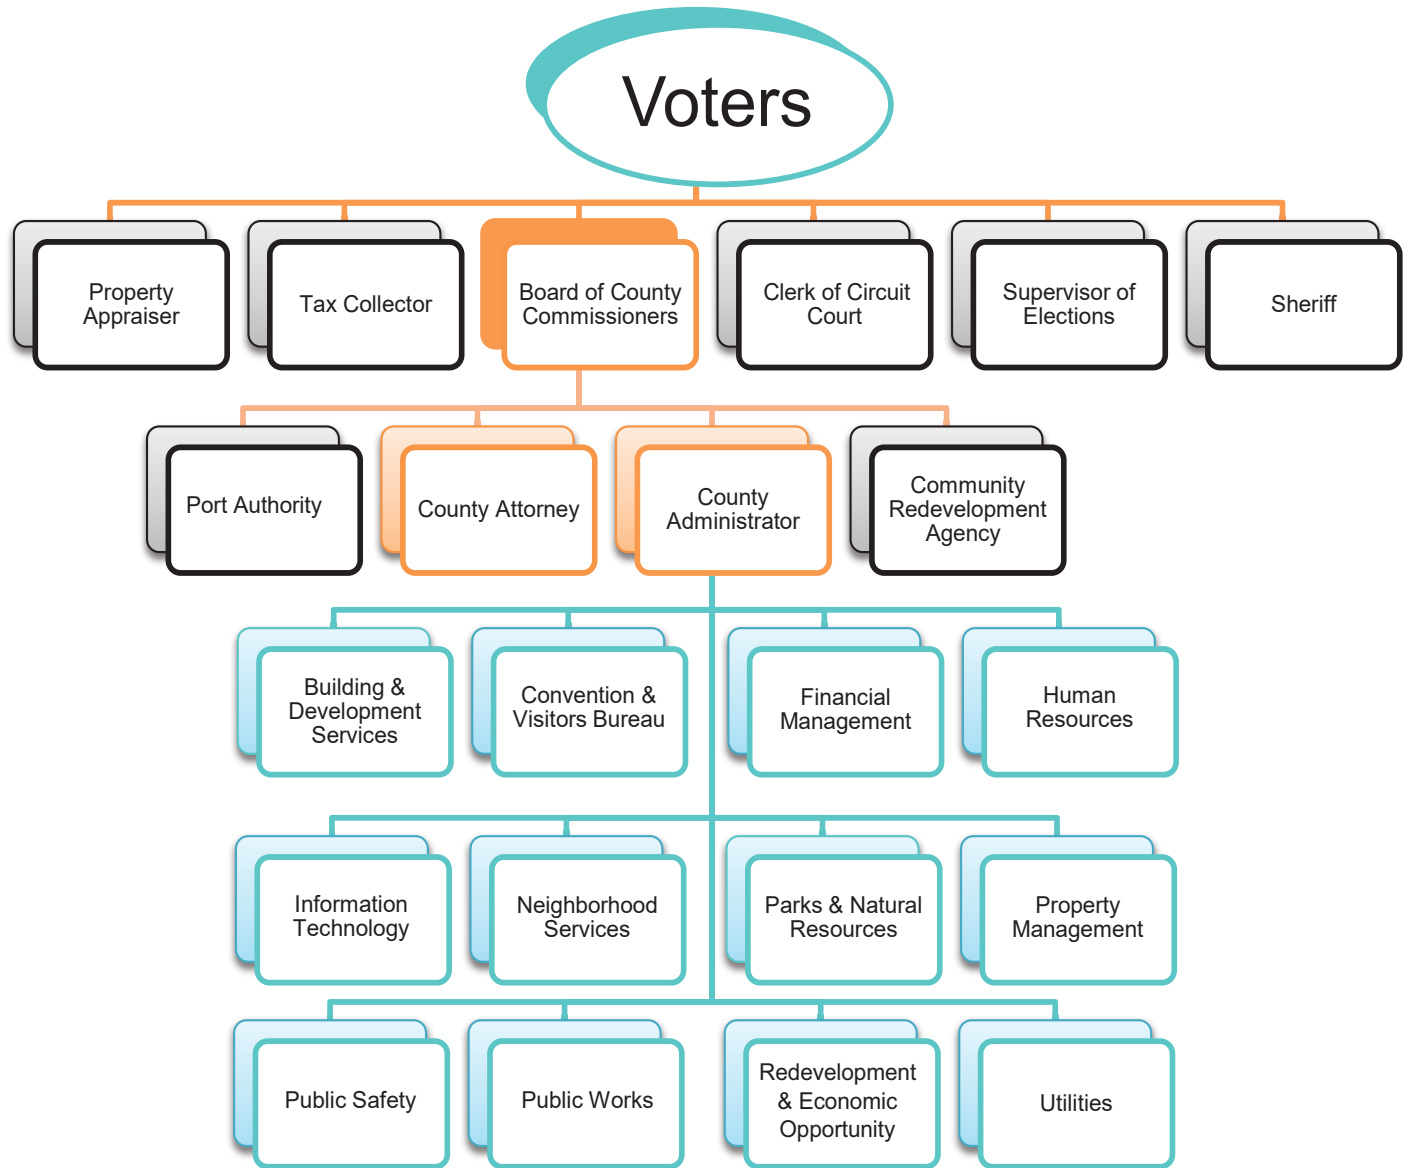 Voters
Property
Appraiser
Tax Collector
Board of County
Commissioners
Clerk of Circuit
Court
Supervisor of
Elections
Sheriff
Port Authority
County Attorney
County
Administrator
Community
Redevelopment
Agency
Building &
Development
Services
Convention &
Visitors Bureau
Financial
Management
Human
Resources
Information
Technology
Neighborhood
Services
Parks & Natural
Resources
Property
Management
Public Safety
Public Works
Redevelopment
& Economic
Opportunity
Utilities